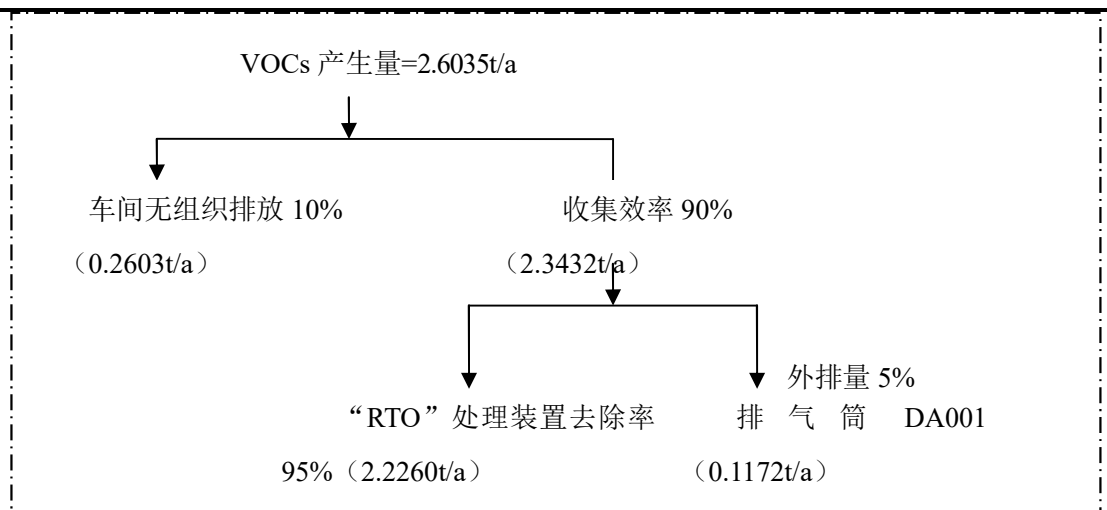 VOCs 产生量=2.6035t/a
车间无组织排放 10%
收集效率 90%
（0.2603t/a）
（2.3432t/a）
外排量 5%
“RTO”处理装置去除率
排气筒 DA001
95%（2.2260t/a）
（0.1172t/a）